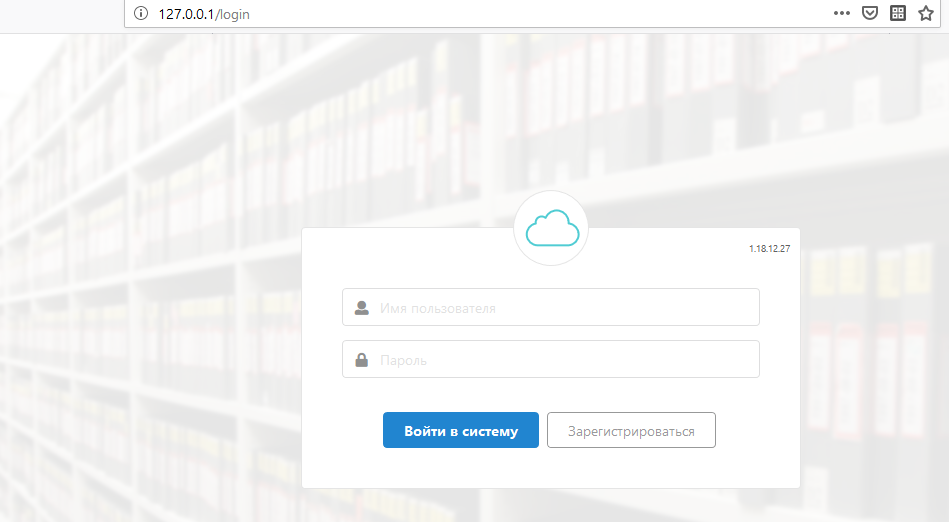 127.0.0.1/login
1.18.12.27
Имя пользователя
Пароль
Войти в систему Зарегистрироваться